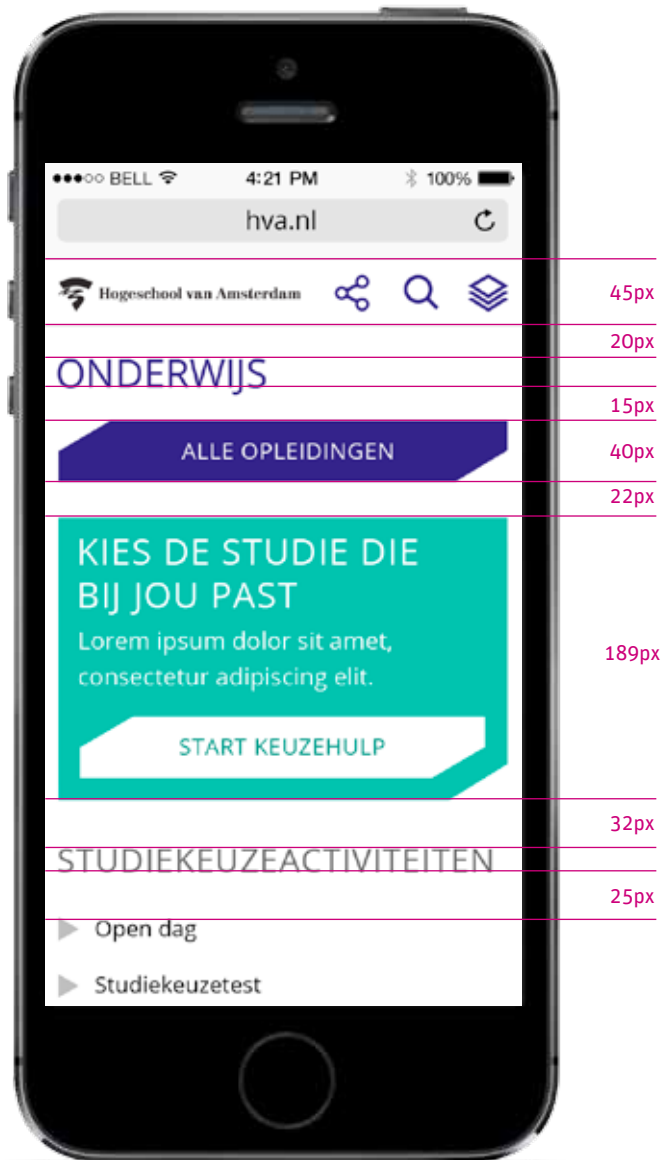 BELL 4:21 PM 100%
hva.nl
Hogeschool van Amsterdam
45px
20px
ONDERWIJS
15px
ALLE OPLEIDINGEN
40px
22px
KIES DE STUDIE DIE
BIJ JOU PAST
Lorem ipsum dolor sit amet,
consectetur adipiscing elit.
189px
START KEUZEHULP
32px
STUDIEKEUZEACTIVITEITEN
25px
Open dag
Studiekeuzetest